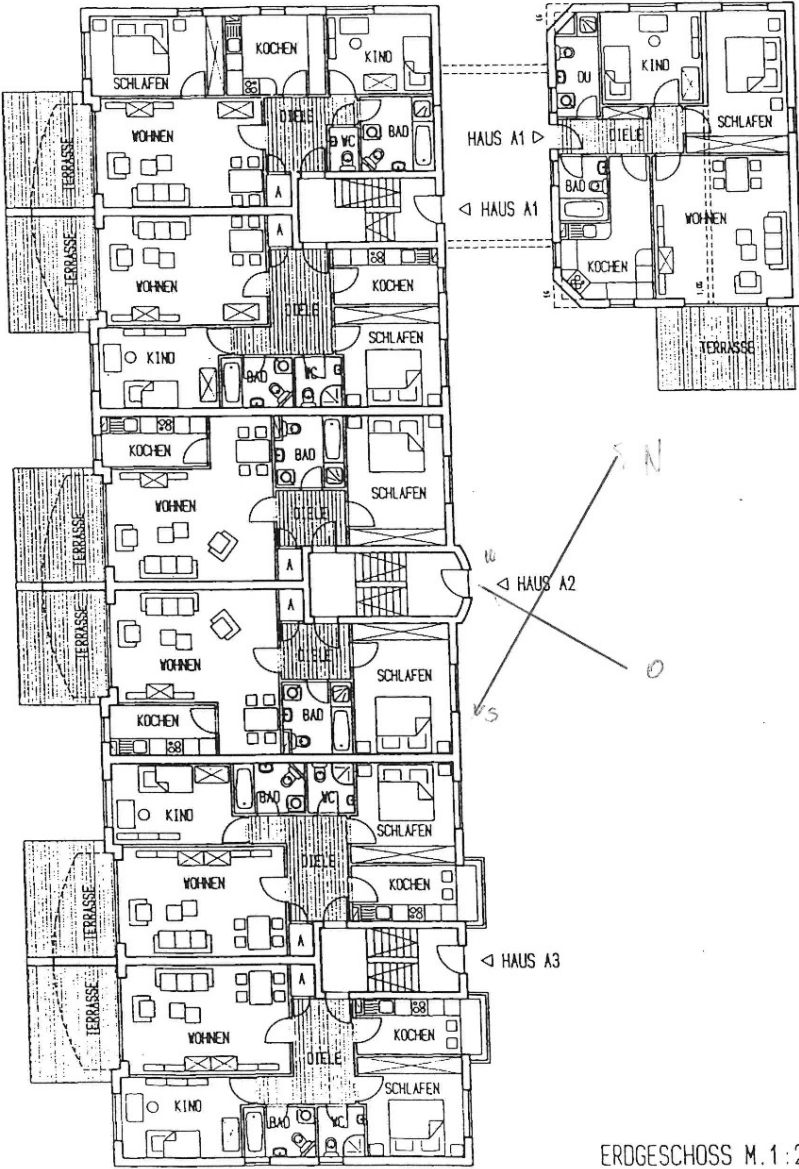 SCHLAFEN
KOCHEN
KIND
WOHNEN
DIELE
WC
BAD
TERRASSE
A
HAUS A1
DU
KIND
SCHLAFEN
HAUS A1
DIELE
BAD
WOHNEN
KOCHEN
TERRASSE
TERRASSE
A
WOHNEN
DIELE
KOCHEN
KIND
BAD
WC
SCHLAFEN
KOCHEN
BAD
SCHLAFEN
WOHNEN
DIELE
TERRASSE
A
N
W
HAUS A2
O
S
A
TERRASSE
WOHNEN
DIELE
SCHLAFEN
KOCHEN
BAD
KIND
BAD
WC
SCHLAFEN
DIELE
WOHNEN
KOCHEN
TERRASSE
A
HAUS A3
A
TERRASSE
WOHNEN
KOCHEN
DIELE
KIND
BAD
WC
SCHLAFEN
ERDGESCHOSS M.1:2